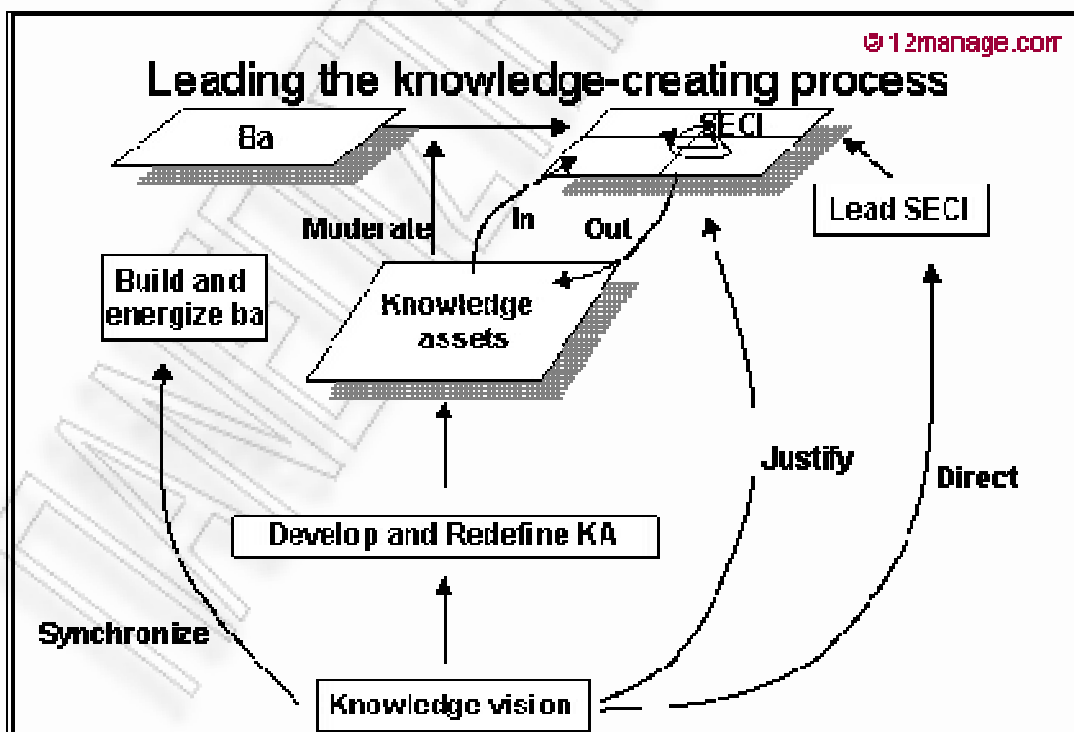 ©12manage.com
Leading the knowledge-creating process
Ba
SECI
Lead SECI
Moderate
In
Out
Build and
energize ba
Knowledge
assets
Justify
Direct
Develop and Redefine KA
Synchronize
Knowledge vision